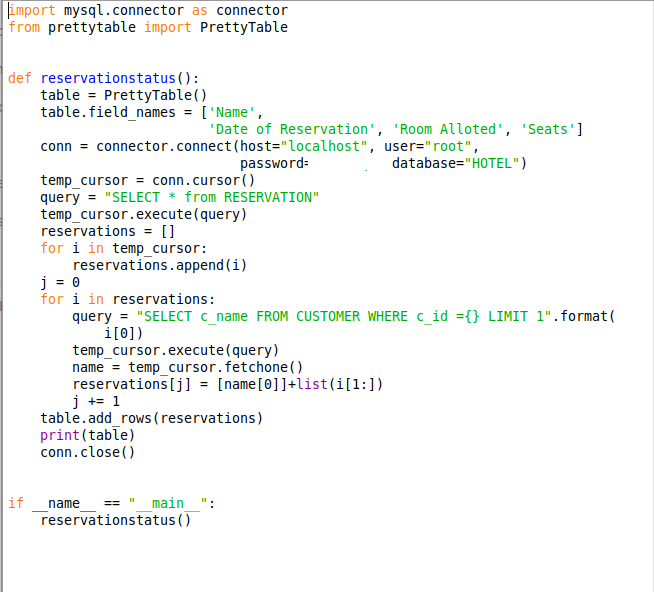 import mysql.connector as connector
from prettytable import PrettyTable
def reservationstatus():
    table = PrettyTable()
    table.field_names = ['Name',
                         'Date of Reservation', 'Room Alloted', 'Seats']
    conn = connector.connect(host="localhost", user="root",
                             password=          database="HOTEL")
    temp_cursor = conn.cursor()
    query = "SELECT * from RESERVATION"
    temp_cursor.execute(query)
    reservations = []
    for i in temp_cursor:
        reservations.append(i)
    j = 0
    for i in reservations:
        query = "SELECT c_name FROM CUSTOMER WHERE c_id ={} LIMIT 1".format(
            i[0])
        temp_cursor.execute(query)
        name = temp_cursor.fetchone()
        reservations[j] = [name[0]]+list(i[1:])
        j += 1
    table.add_rows(reservations)
    print(table)
    conn.close()
if __name__ == "__main__":
    reservationstatus()